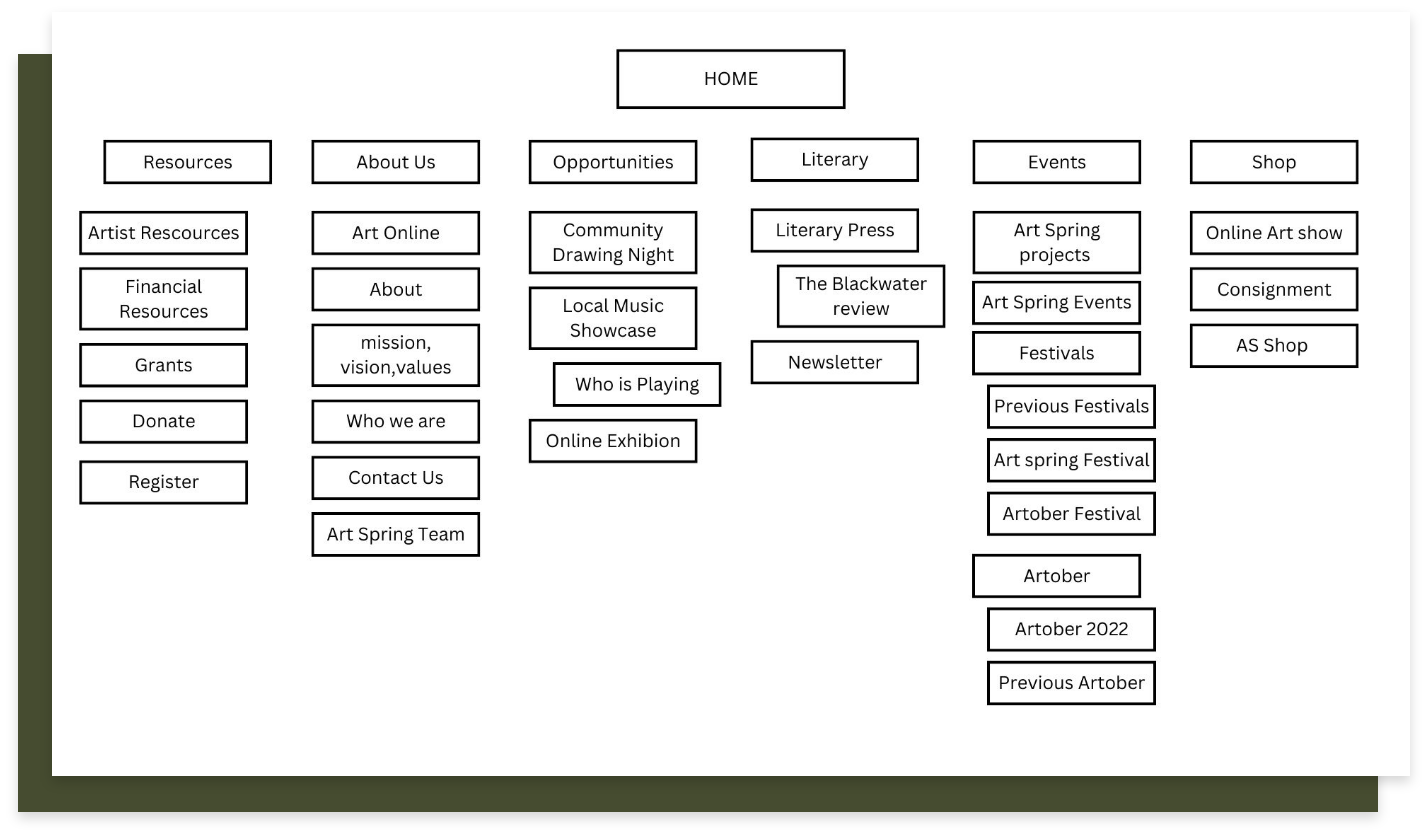 HOME
Resources
Artist Rescources
Financial
Resources
Grants
Donate
Register
About Us
Art Online
About
mission,
vision,values
Who we are
Contact Us
Art Spring Team
Opportunities
Community
Drawing Night
Local Music
Showcase
Who is Playing
Online Exhibion
Literary
Literary Press
The Blackwater
review
Newsletter
Events
Art Spring
projects
Art Spring Events
Festivals
Previous Festivals
Art spring Festival
Artober Festival
Artober
Artober 2022
Previous Artober
Shop
Online Art show
Consignment
AS Shop